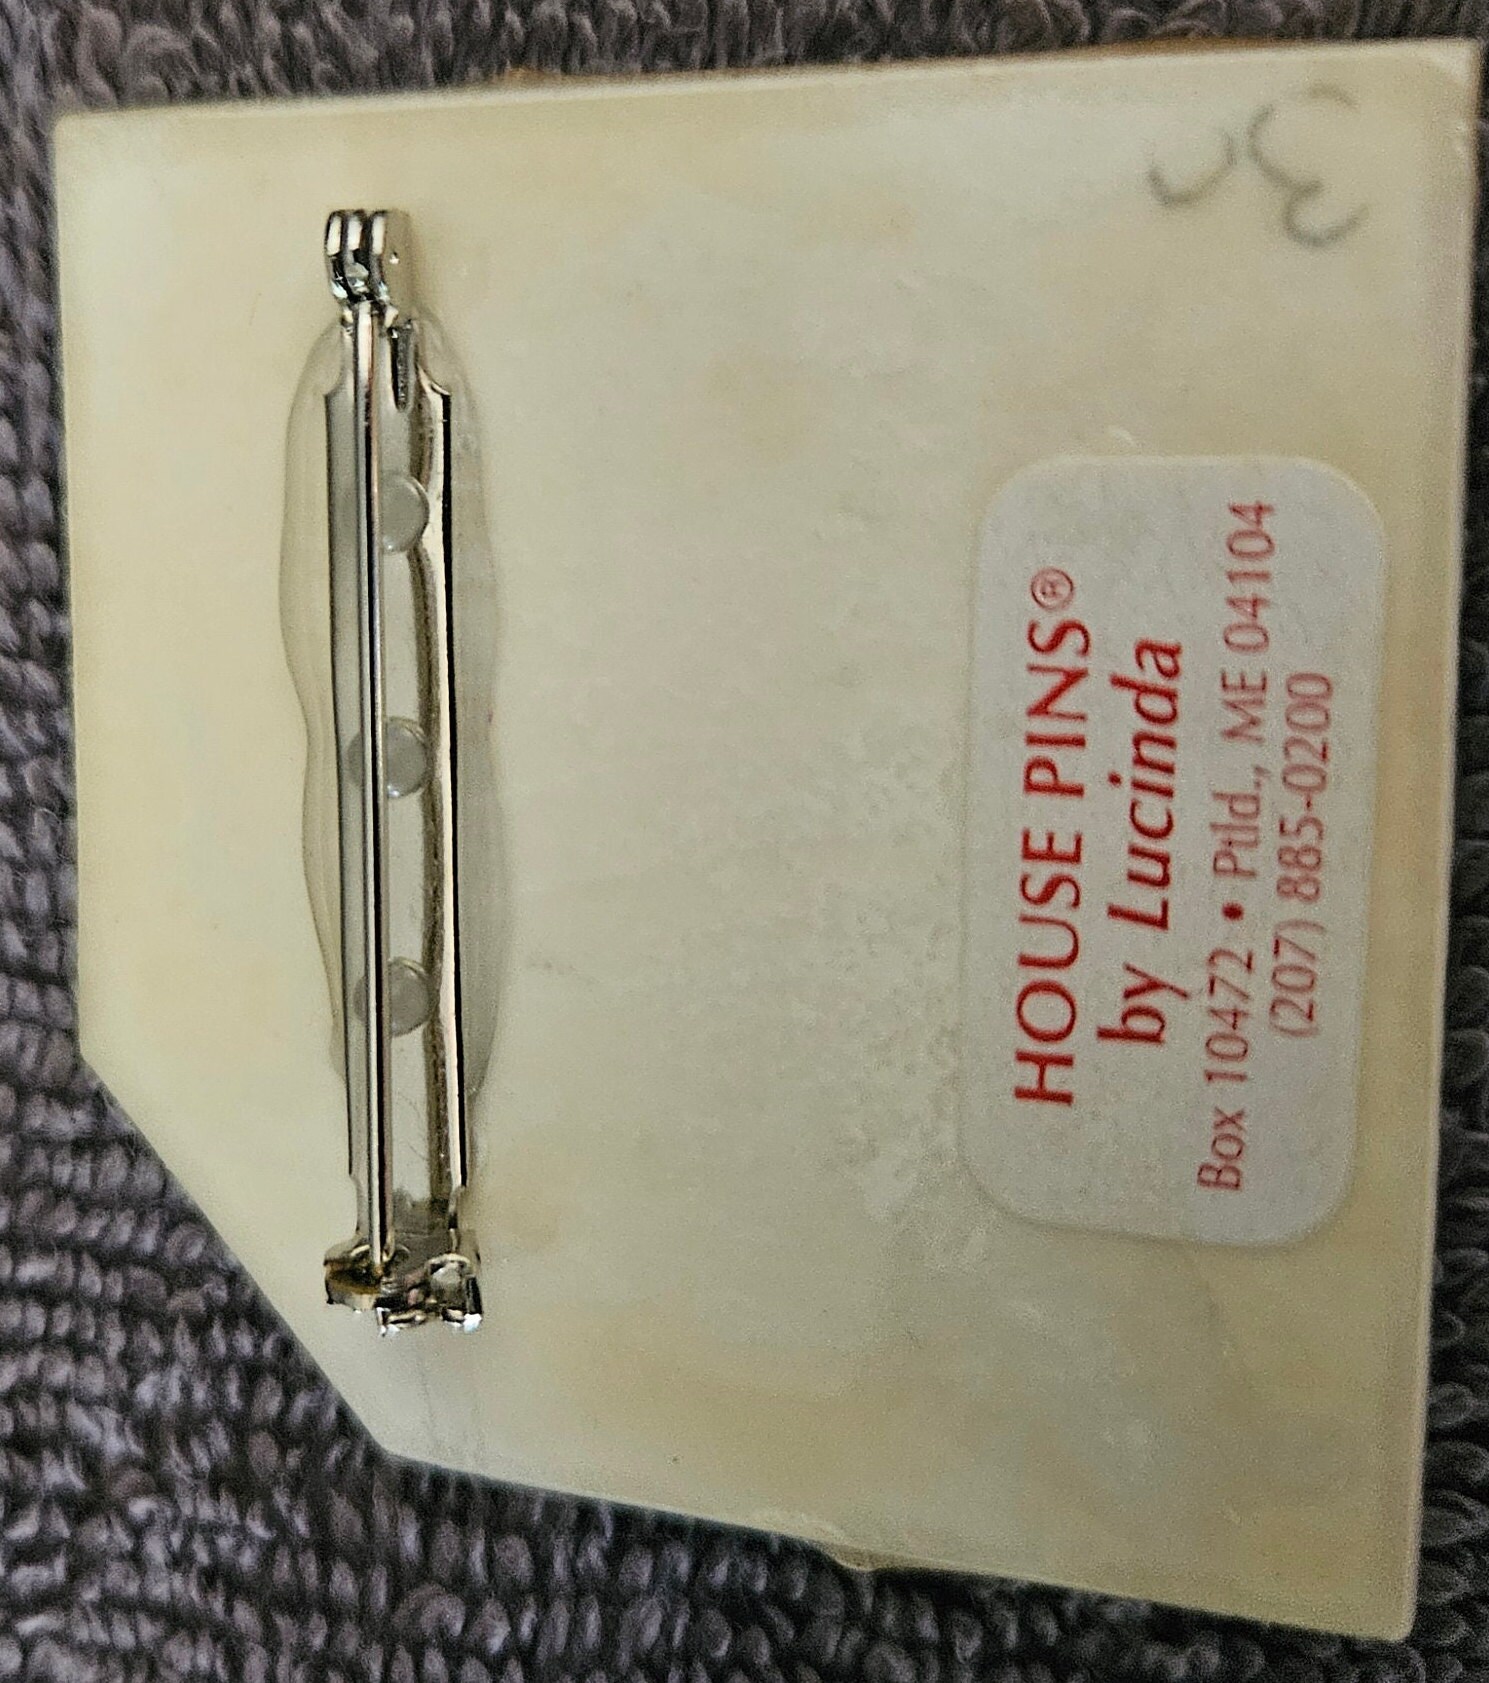 HOUSE PINS®
by Lucinda
Box 10472 • Ptld., ME 04104
(207) 885-0200